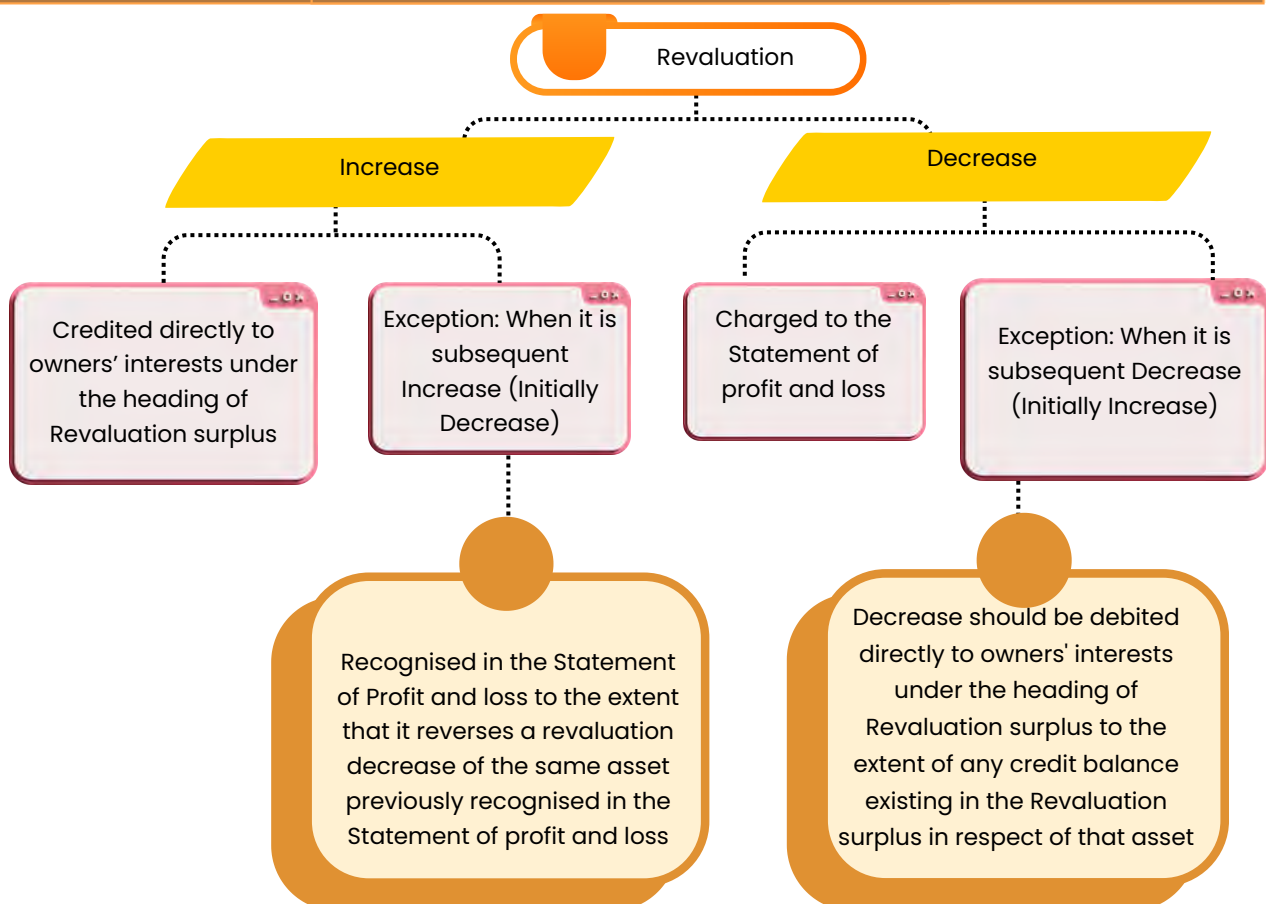 Revaluation
Increase
Decrease
Credited directly to
owners’ interests under
the heading of
Revaluation surplus
Exception: When it is
subsequent
Increase (Initially
Decrease)
Charged to the
Statement of
profit and loss
Exception: When it is
subsequent Decrease
(Initially Increase)
Recognised in the Statement
of Profit and loss to the extent
that it reverses a revaluation
decrease of the same asset
previously recognised in the
Statement of profit and loss
Decrease should be debited
directly to owners' interests
under the heading of
Revaluation surplus to the
extent of any credit balance
existing in the Revaluation
surplus in respect of that asset